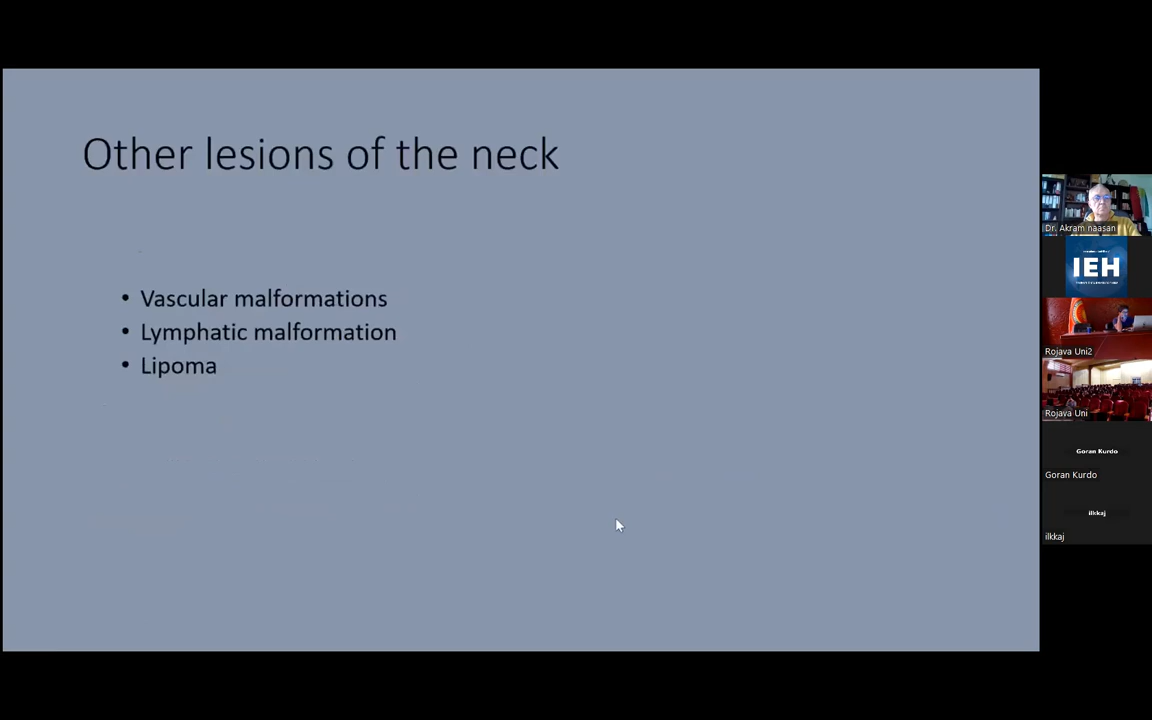 Other lesions of the neck
• Vascular malformations
• Lymphatic malformation
• Lipoma
Dr. Akram naasan
IEH
Rojava Uni2
Rojava Uni
Goran Kurdo
Goran Kurdo
ilkkaj
ilkkaj